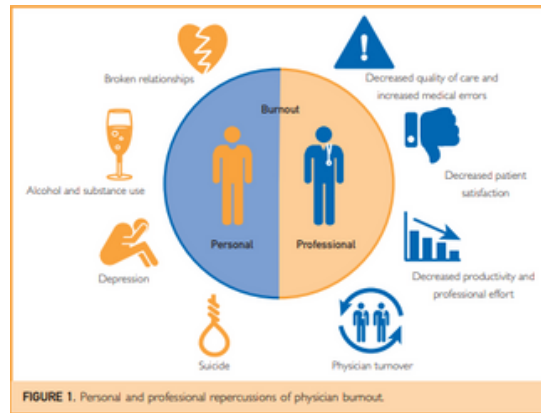 Broken relationships
Decreased quality of care and
increased medical errors
Burnout
Alcohol and substance use
Decreased patient
satisfaction
Personal
Professional
Depression
Decreased productivity and
professional effort
Suicide
Physician turnover
FIGURE 1. Personal and professional repercussions of physician burnout.